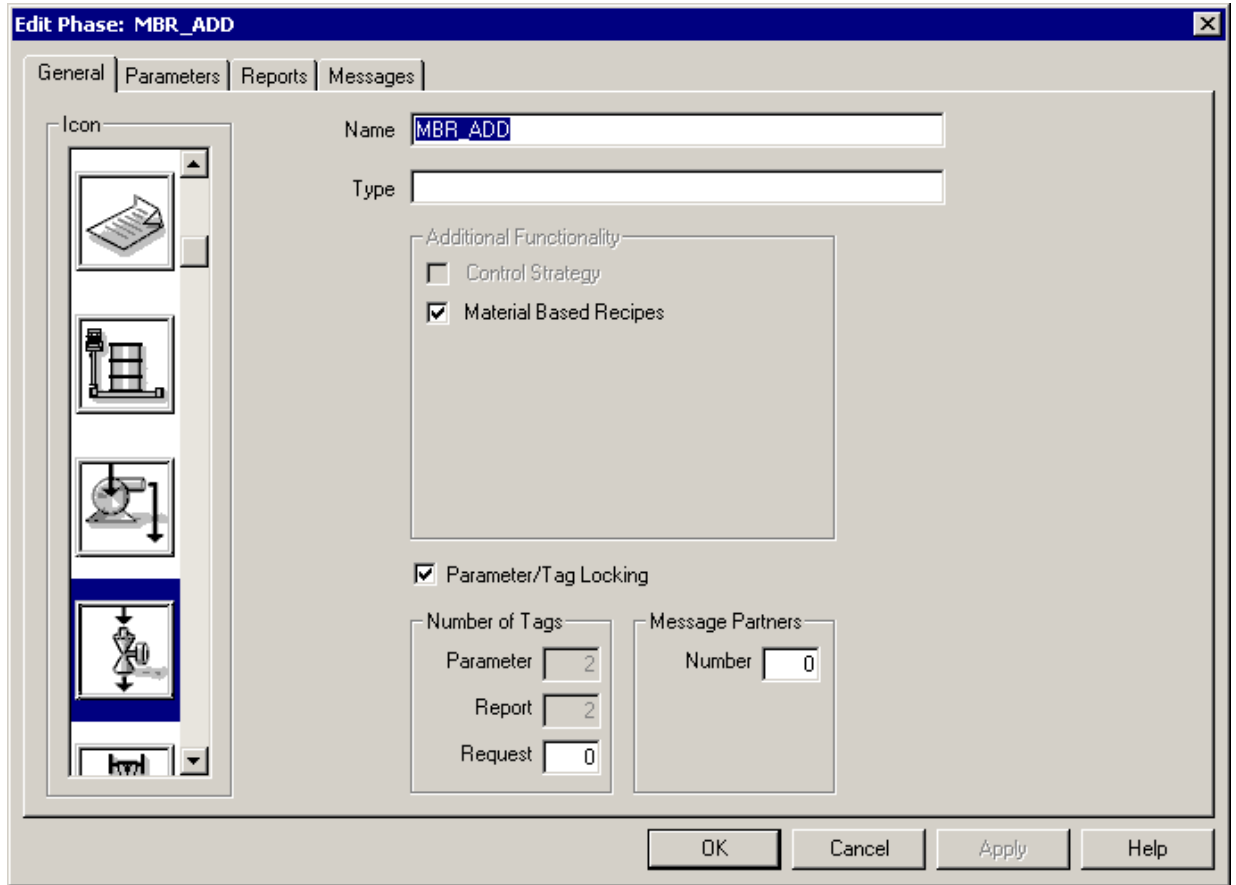 Edit Phase: MBR_ADD
General Parameters Reports Messages
Icon
Name MBR_ADD
Type
Additional Functionality
Control Strategy
Material Based Recipes
Parameter/Tag Locking
Number of Tags
Parameter 2
Report 2
Request 0
Message Partners
Number 0
OK Cancel Apply Help